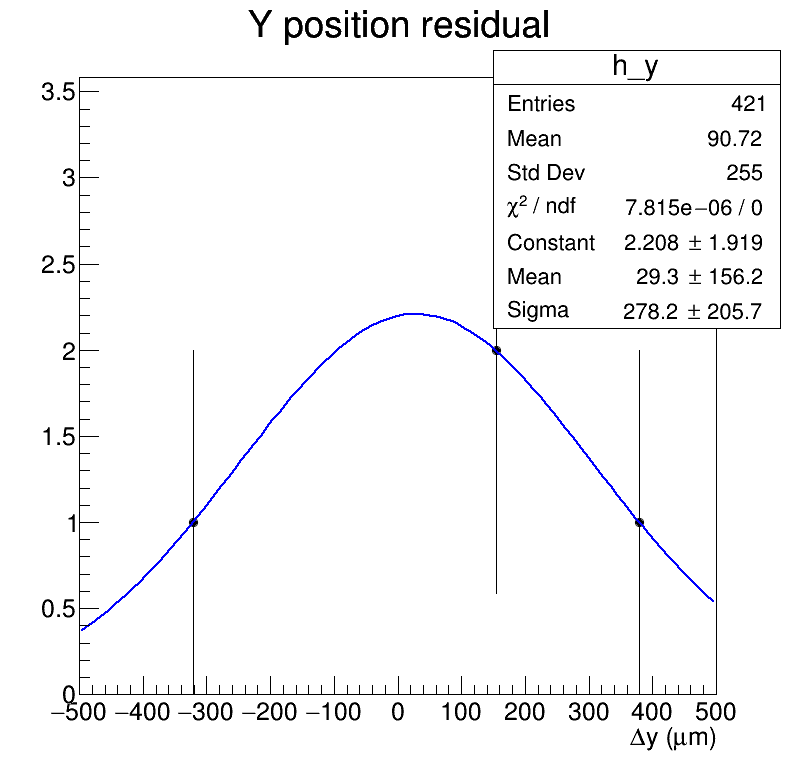 Y position residual
h_y
Entries 421
Mean 90.72
Std Dev 255
χ² / ndf 7.815e−06 / 0
Constant 2.208 ± 1.919
Mean 29.3 ± 156.2
Sigma 278.2 ± 205.7
3.5
3
2.5
2
1.5
1
0.5
0
−500 −400 −300 −200 −100 0 100 200 300 400 500
Δy (μm)